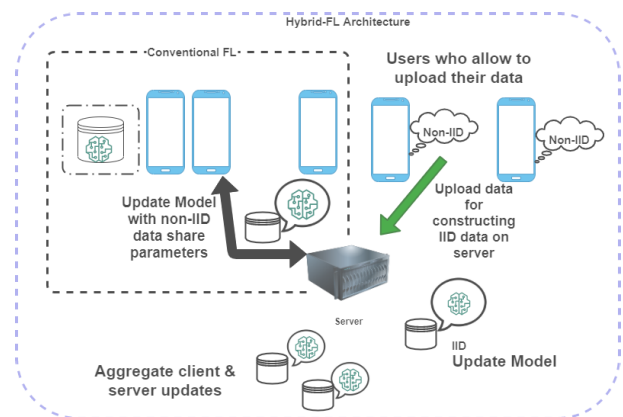 Hybrid-FL Architecture
Conventional FL
Users who allow to
upload their data
Non-IID
Non-IID
Update Model
with non-IID
data share
parameters
Upload data
for
constructing
IID data on
server
Server
IID
Update Model
Aggregate client &
server updates